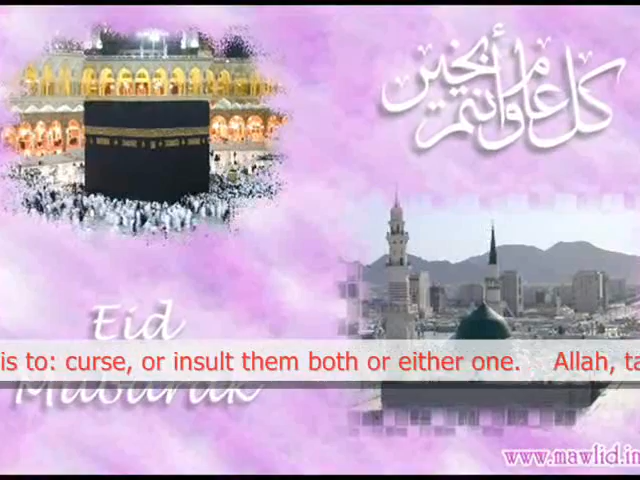 كل عام وأنتم بخير
Eid
is to: curse, or insult them both or either one. Allah, ta
Mubarak
www.mawlid.in